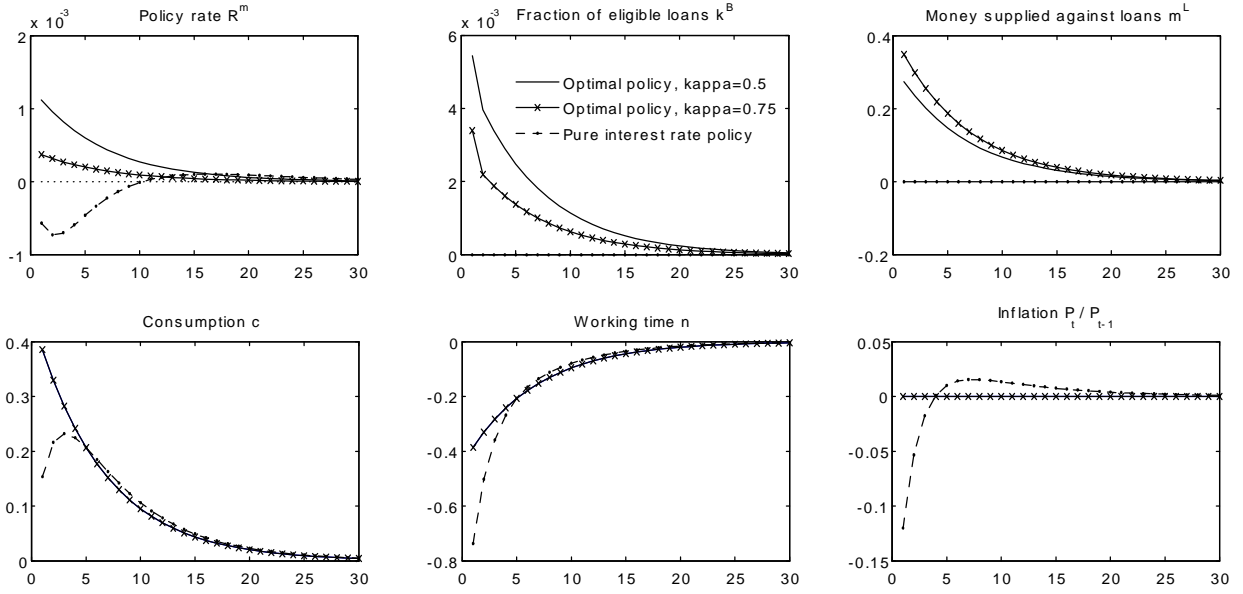 Policy rate R^m
x 10^-3
2
1
0
-1
0 5 10 15 20 25 30
Fraction of eligible loans k^B
x 10^-3
6
4
2
0
0 5 10 15 20 25 30
Optimal policy, kappa=0.5
Optimal policy, kappa=0.75
Pure interest rate policy
Money supplied against loans m^L
0.4
0.2
0
-0.2
0 5 10 15 20 25 30
Consumption c
0.4
0.3
0.2
0.1
0
0 5 10 15 20 25 30
Working time n
0
-0.2
-0.4
-0.6
-0.8
0 5 10 15 20 25 30
Inflation P_t / P_t-1
0.05
0
-0.05
-0.1
-0.15
0 5 10 15 20 25 30